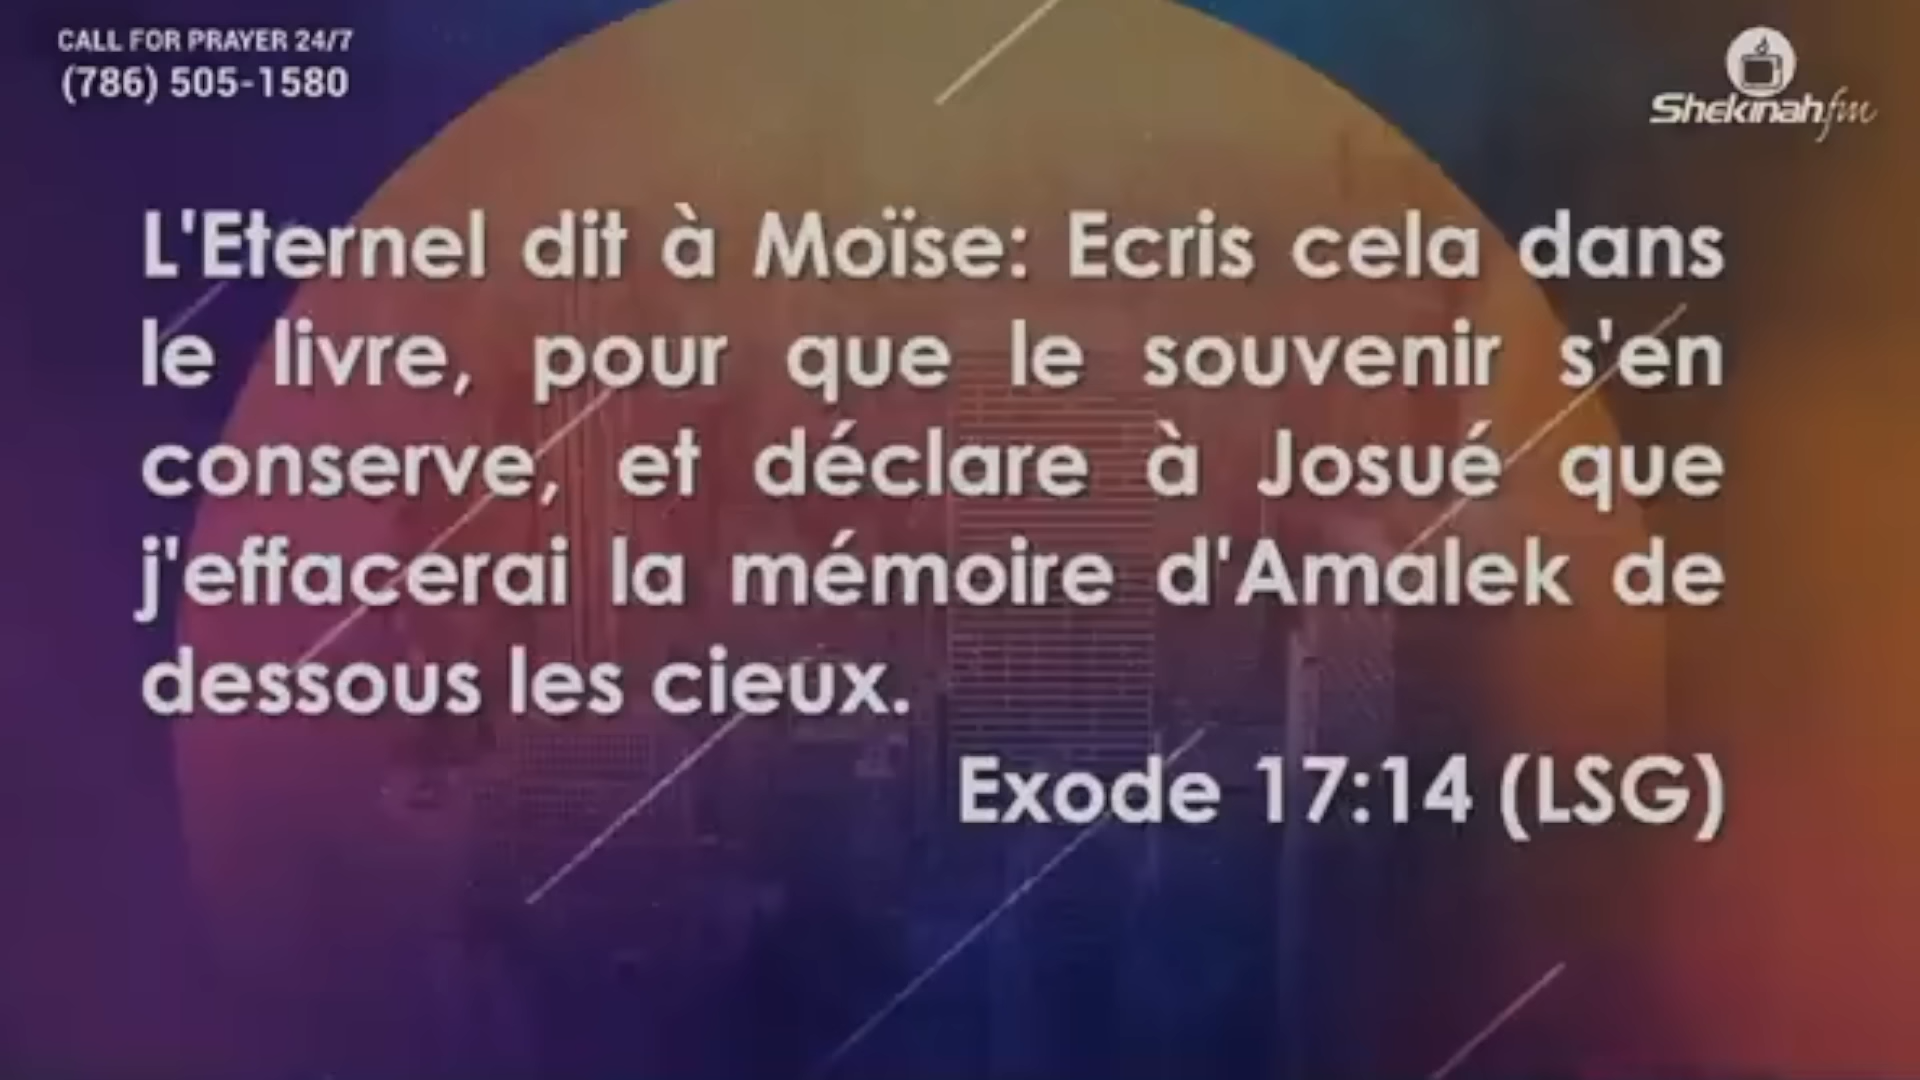 CALL FOR PRAYER 24/7
(786) 505-1580
Shekinah.fm
L'Eternel dit à Moïse: Ecris cela dans
le livre, pour que le souvenir s'en
conserve, et déclare à Josué que
j'effacerai la mémoire d'Amalek de
dessous les cieux.
Exode 17:14 (LSG)